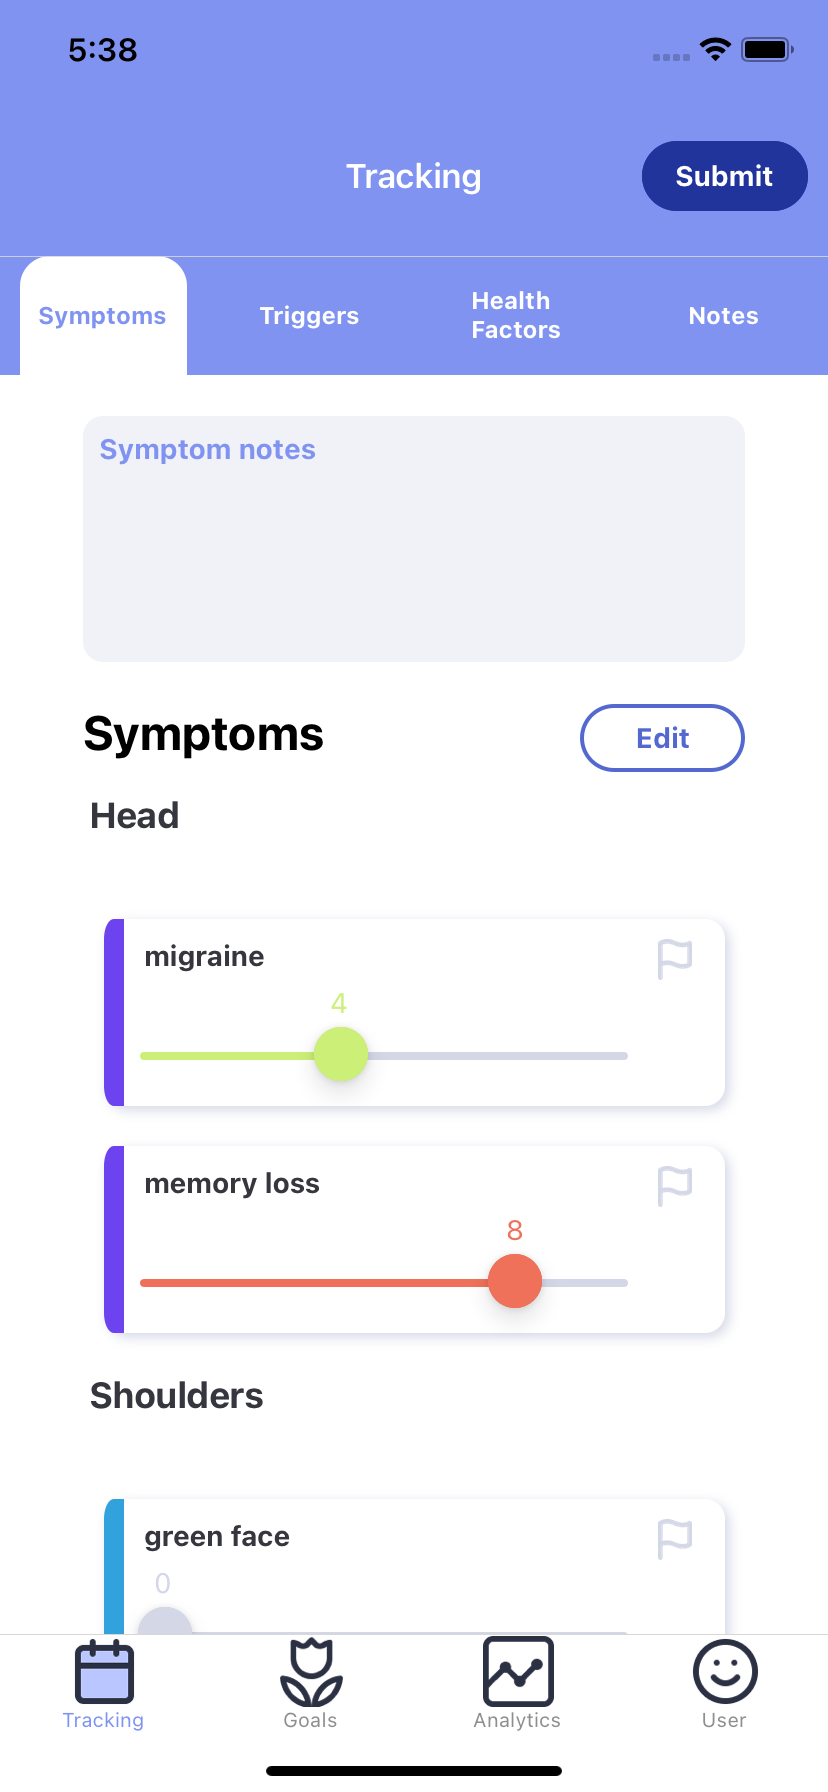 5:38
Tracking
Submit
Symptoms
Triggers
Health
Factors
Notes
Symptom notes
Symptoms
Edit
Head
migraine
4
memory loss
8
Shoulders
green face
0
Tracking
Goals
Analytics
User